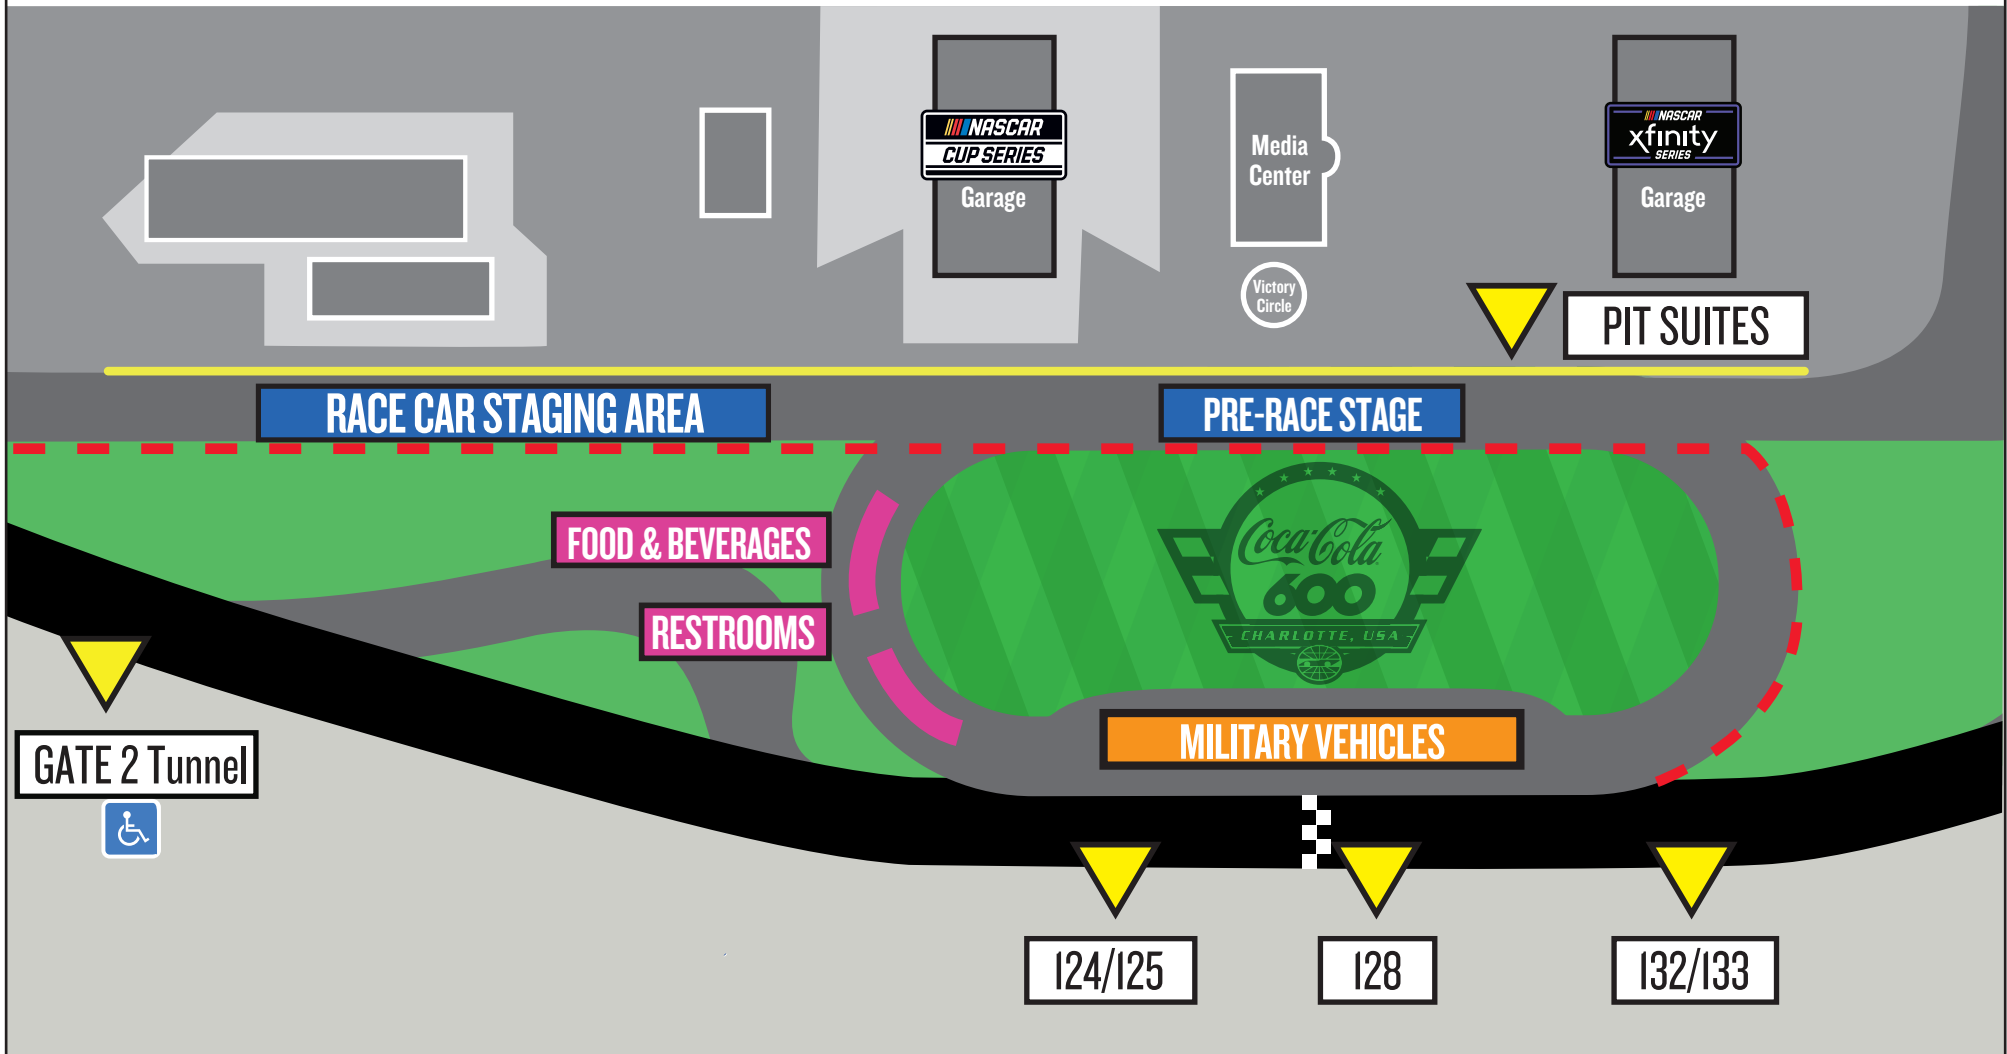 NASCAR
CUP SERIES
Garage
Media
Center
NASCAR
xfinity
SERIES
Garage
Victory
Circle
PIT SUITES
RACE CAR STAGING AREA
PRE-RACE STAGE
FOOD & BEVERAGES
RESTROOMS
Coca-Cola
600
CHARLOTTE, USA
MILITARY VEHICLES
GATE 2 Tunnel
124/125
128
132/133